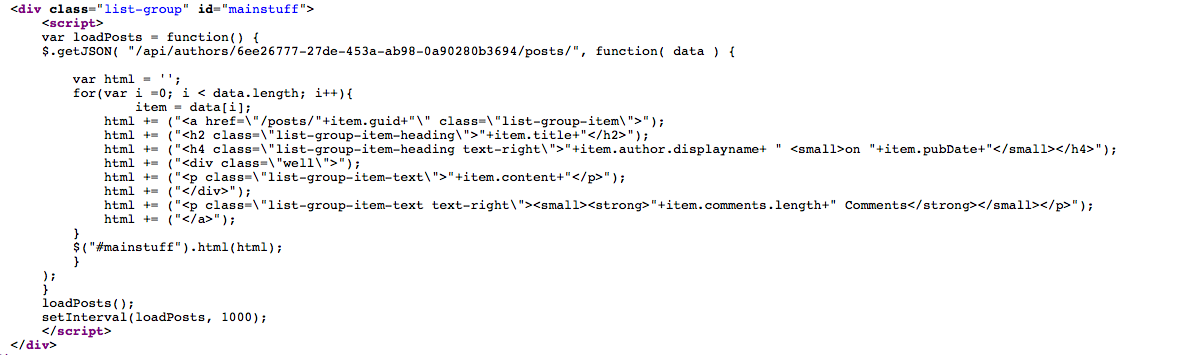 <div class="list-group" id="mainstuff">
    <script>
    var loadPosts = function() {
    $.getJSON( "/api/authors/6ee26777-27de-453a-ab98-0a90280b3694/posts/", function( data ) {

        var html = '';
        for(var i =0; i < data.length; i++){
                item = data[i];
            html += ("<a href=\"/posts/"+item.guid+"\" class=\"list-group-item\">");
            html += ("<h2 class=\"list-group-item-heading\">"+item.title+"</h2>");
            html += ("<h4 class=\"list-group-item-heading text-right\">"+item.author.displayname+ " <small>on "+item.pubDate+"</small></h4>");
            html += ("<div class=\"well\">");
            html += ("<p class=\"list-group-item-text\">"+item.content+"</p>");
            html += ("</div>");
            html += ("<p class=\"list-group-item-text text-right\"><small><strong>"+item.comments.length+" Comments</strong></small></p>");
            html += ("</a>");
        }
        $("#mainstuff").html(html);
        }
    );
    }
    loadPosts();
    setInterval(loadPosts, 1000);
    </script>
</div>